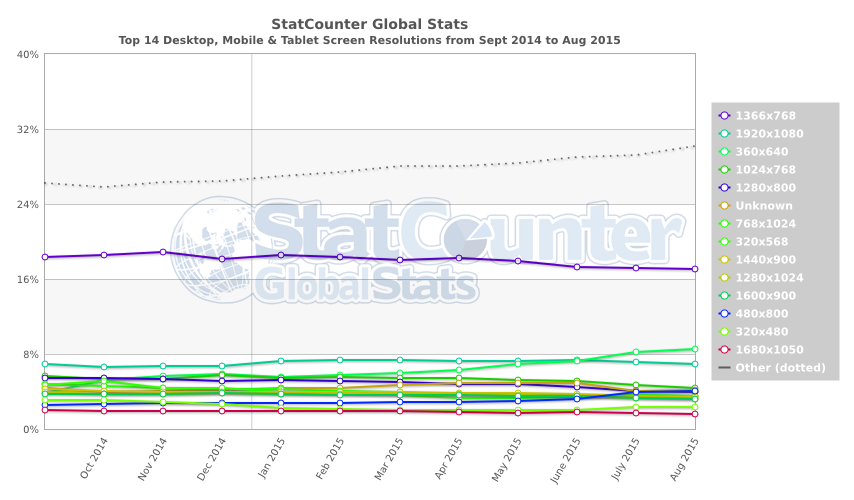 StatCounter Global Stats
Top 14 Desktop, Mobile & Tablet Screen Resolutions from Sept 2014 to Aug 2015
40%
32%
24%
16%
8%
0%
StatCounter
GlobalStats
Oct 2014
Nov 2014
Dec 2014
Jan 2015
Feb 2015
Mar 2015
Apr 2015
May 2015
June 2015
July 2015
Aug 2015
1366x768
1920x1080
360x640
1024x768
1280x800
Unknown
768x1024
320x568
1440x900
1280x1024
1600x900
480x800
320x480
1680x1050
Other (dotted)